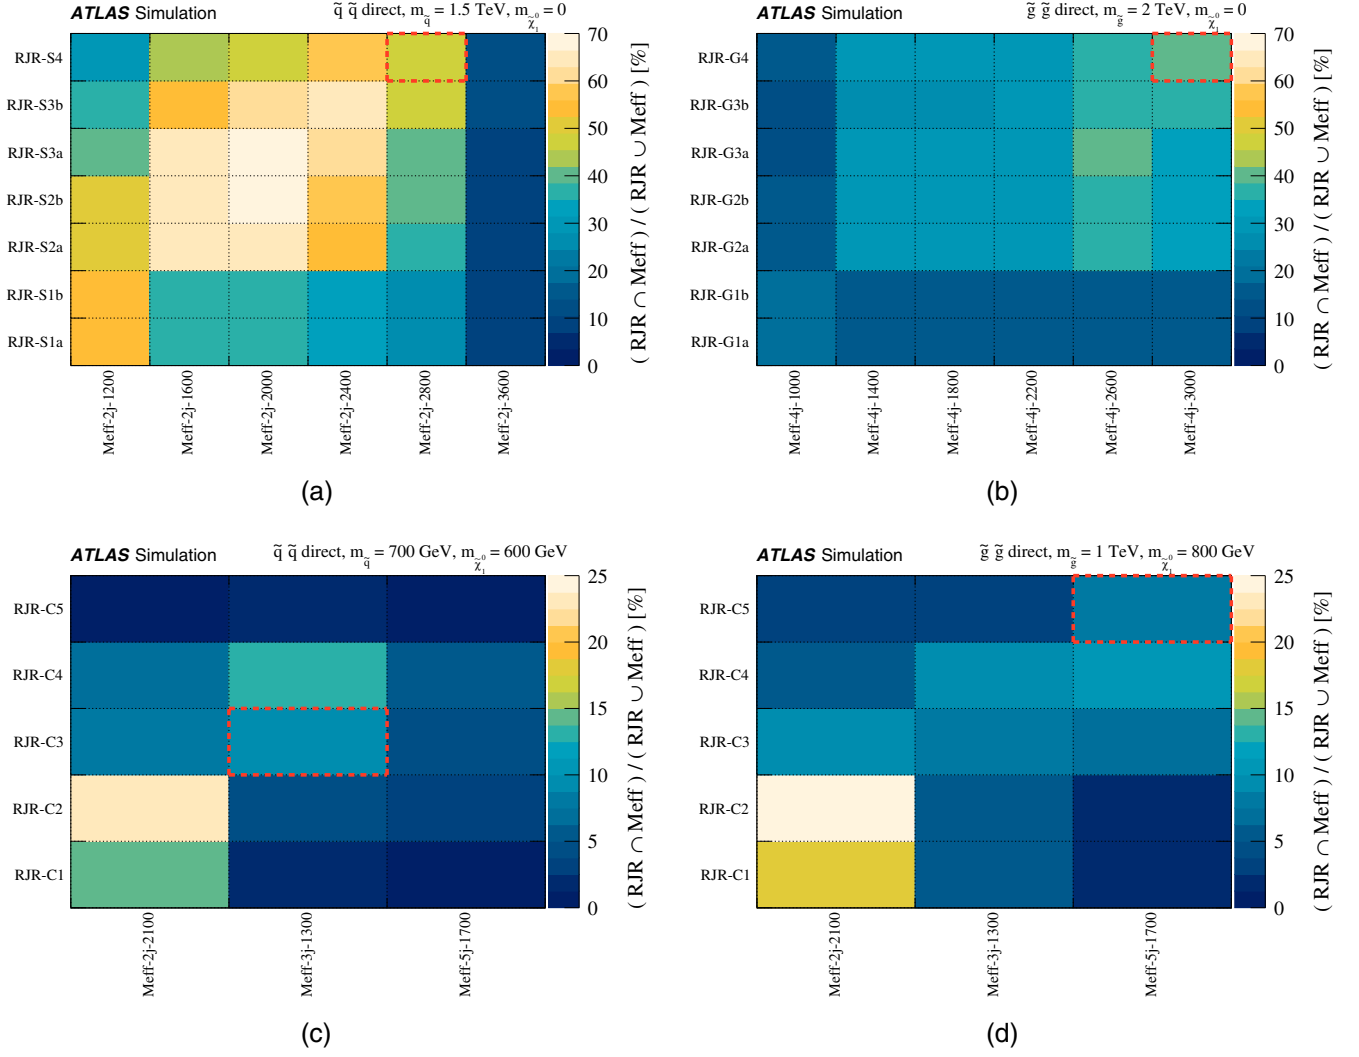 ATLAS Simulation
q̃ q̃ direct, m_q̃ = 1.5 TeV, m_χ̃₁⁰ = 0
RJR-S4
RJR-S3b
RJR-S3a
RJR-S2b
RJR-S2a
RJR-S1b
RJR-S1a
Meff-2j-1200
Meff-2j-1600
Meff-2j-2000
Meff-2j-2400
Meff-2j-2800
Meff-2j-3600
70
60
50
40
30
20
10
0
( RJR ∩ Meff ) / ( RJR ∪ Meff ) [%]
(a)
ATLAS Simulation
g̃ g̃ direct, m_g̃ = 2 TeV, m_χ̃₁⁰ = 0
RJR-G4
RJR-G3b
RJR-G3a
RJR-G2b
RJR-G2a
RJR-G1b
RJR-G1a
Meff-4j-1000
Meff-4j-1400
Meff-4j-1800
Meff-4j-2200
Meff-4j-2600
Meff-4j-3000
70
60
50
40
30
20
10
0
( RJR ∩ Meff ) / ( RJR ∪ Meff ) [%]
(b)
ATLAS Simulation
q̃ q̃ direct, m_q̃ = 700 GeV, m_χ̃₁⁰ = 600 GeV
RJR-C5
RJR-C4
RJR-C3
RJR-C2
RJR-C1
Meff-2j-2100
Meff-3j-1300
Meff-5j-1700
25
20
15
10
5
0
( RJR ∩ Meff ) / ( RJR ∪ Meff ) [%]
(c)
ATLAS Simulation
g̃ g̃ direct, m_g̃ = 1 TeV, m_χ̃₁⁰ = 800 GeV
RJR-C5
RJR-C4
RJR-C3
RJR-C2
RJR-C1
Meff-2j-2100
Meff-3j-1300
Meff-5j-1700
25
20
15
10
5
0
( RJR ∩ Meff ) / ( RJR ∪ Meff ) [%]
(d)